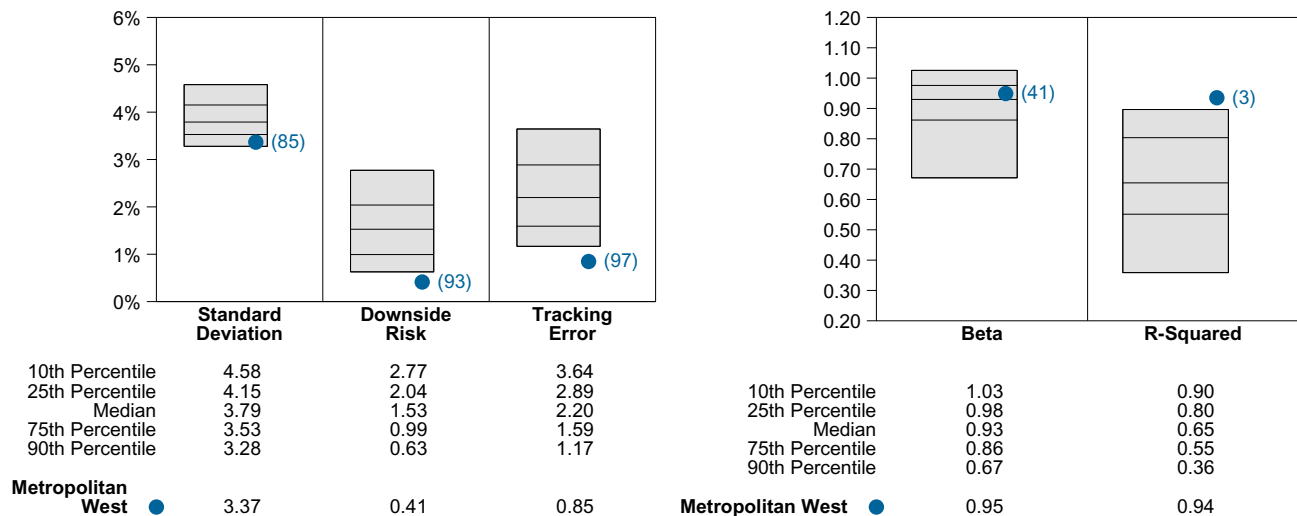 6%
5%
4%
3%
2%
1%
0%
(85)
(93)
(97)
Standard
Deviation
Downside
Risk
Tracking
Error
10th Percentile 4.58 2.77 3.64
25th Percentile 4.15 2.04 2.89
Median 3.79 1.53 2.20
75th Percentile 3.53 0.99 1.59
90th Percentile 3.28 0.63 1.17
Metropolitan
West 3.37 0.41 0.85
1.20
1.10
1.00
0.90
0.80
0.70
0.60
0.50
0.40
0.30
0.20
(41)
(3)
Beta R-Squared
10th Percentile 1.03 0.90
25th Percentile 0.98 0.80
Median 0.93 0.65
75th Percentile 0.86 0.55
90th Percentile 0.67 0.36
Metropolitan West 0.95 0.94